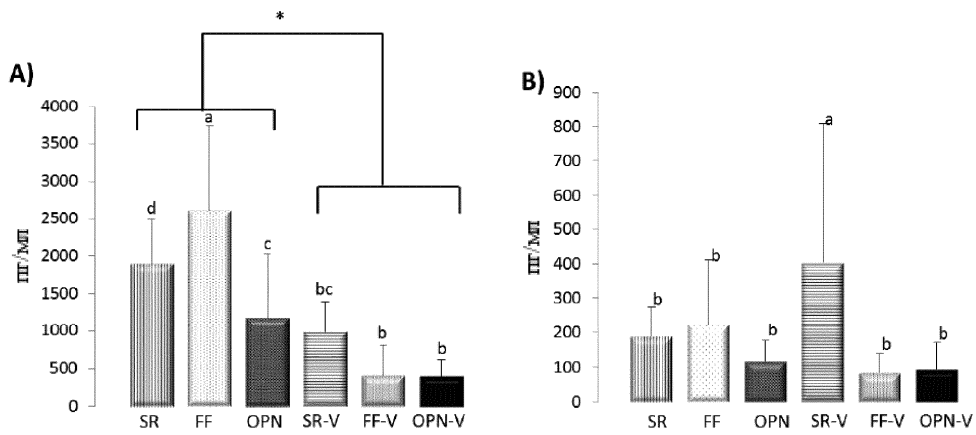 *
A)
4000
3500
3000
2500
2000
1500
1000
500
0
пг/мл
d
a
c
bc
b
b
SR
FF
OPN
SR-V
FF-V
OPN-V
B)
900
800
700
600
500
400
300
200
100
0
пг/мл
b
b
b
a
b
b
SR
FF
OPN
SR-V
FF-V
OPN-V